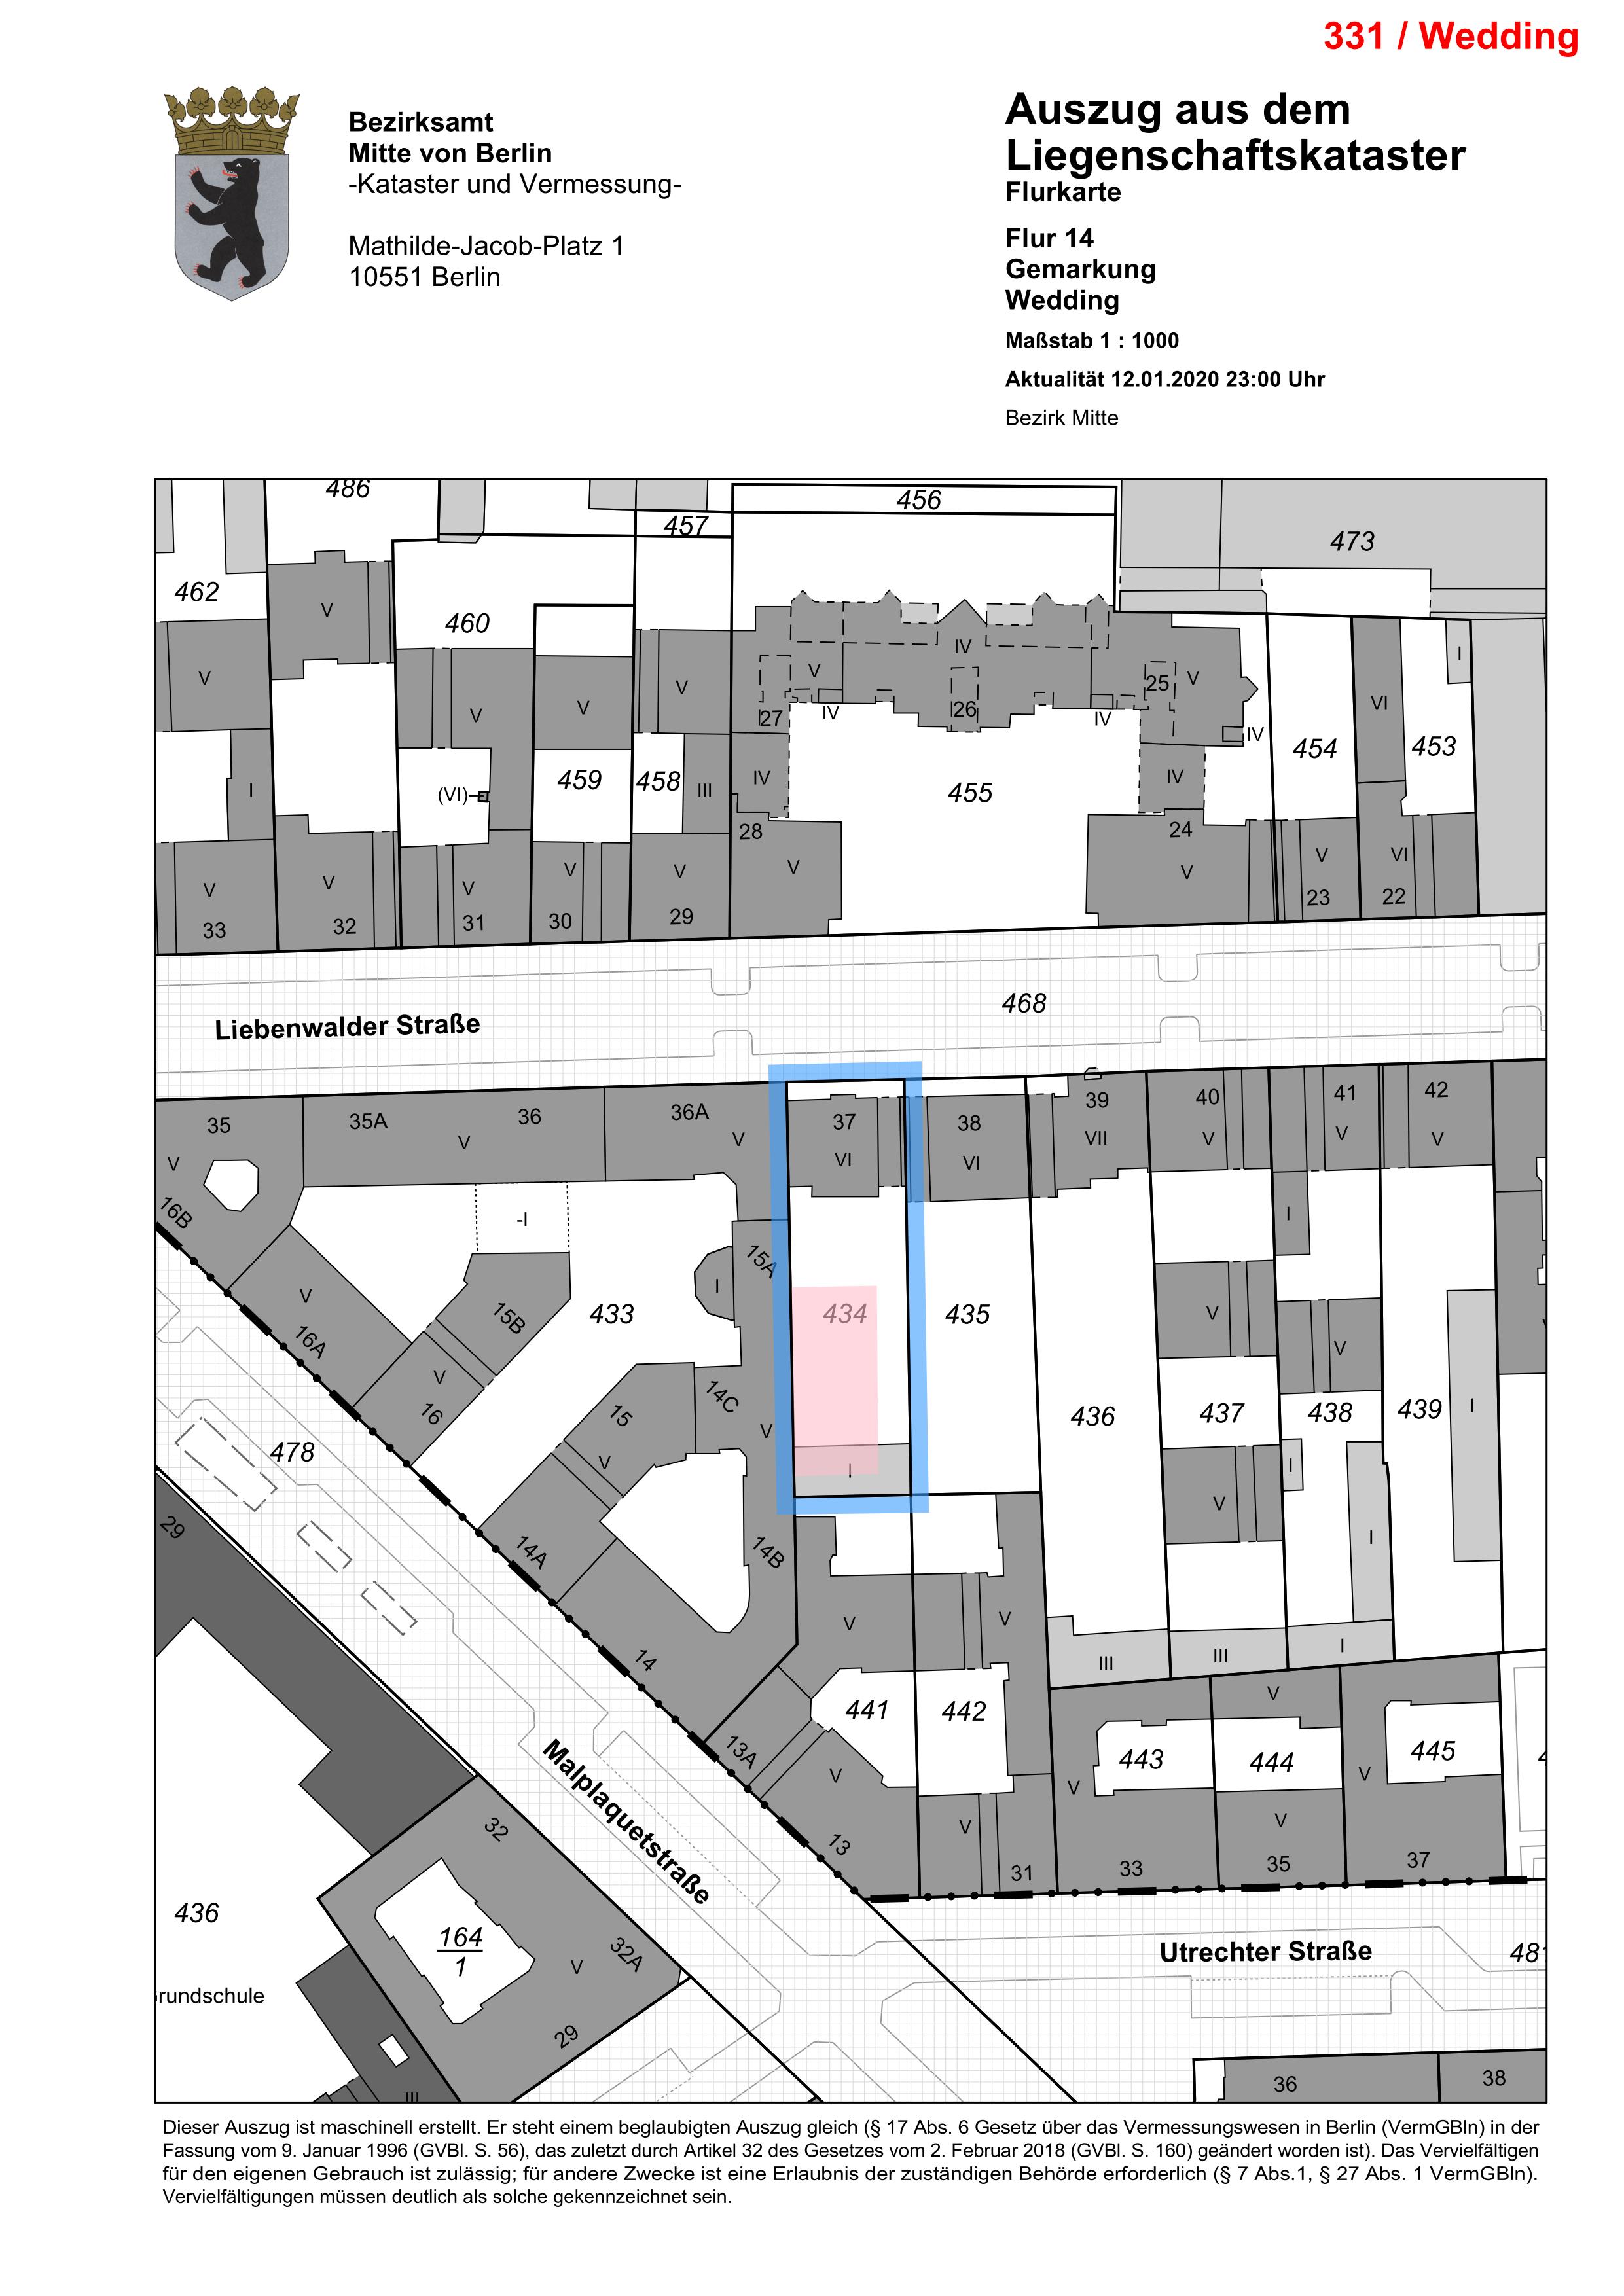 331 / Wedding
Bezirksamt
Mitte von Berlin
-Kataster und Vermessung-
Mathilde-Jacob-Platz 1
10551 Berlin
Auszug aus dem
Liegenschaftskataster
Flurkarte
Flur 14
Gemarkung
Wedding
Maßstab 1 : 1000
Aktualität 12.01.2020 23:00 Uhr
Bezirk Mitte
486
456
457
473
462
V
460
IV
I
V
V
V
V
V
25
V
VI
27
IV
26
IV
IV
454
453
I
(VI)
459
458
III
IV
455
IV
28
24
V
V
V
V
V
V
V
V
VI
33
32
31
30
29
23
22
468
Liebenwalder Straße
35
35A
36
36A
37
38
39
40
41
42
V
V
V
VI
VI
VII
V
V
V
16B
-I
I
15A
I
V
15B
433
434
435
V
16A
V
V
16
15
14C
436
437
438
439
I
V
V
I
I
478
V
I
29
14A
14B
14
V
V
III
III
I
441
442
V
13A
443
444
445
V
V
V
13
V
V
31
33
35
37
Malplaquetstraße
32
436
164
1
V
32A
Utrechter Straße
rundschule
29
III
36
38
Dieser Auszug ist maschinell erstellt. Er steht einem beglaubigten Auszug gleich (§ 17 Abs. 6 Gesetz über das Vermessungswesen in Berlin (VermGBln) in der
Fassung vom 9. Januar 1996 (GVBl. S. 56), das zuletzt durch Artikel 32 des Gesetzes vom 2. Februar 2018 (GVBl. S. 160) geändert worden ist). Das Vervielfältigen
für den eigenen Gebrauch ist zulässig; für andere Zwecke ist eine Erlaubnis der zuständigen Behörde erforderlich (§ 7 Abs.1, § 27 Abs. 1 VermGBln).
Vervielfältigungen müssen deutlich als solche gekennzeichnet sein.